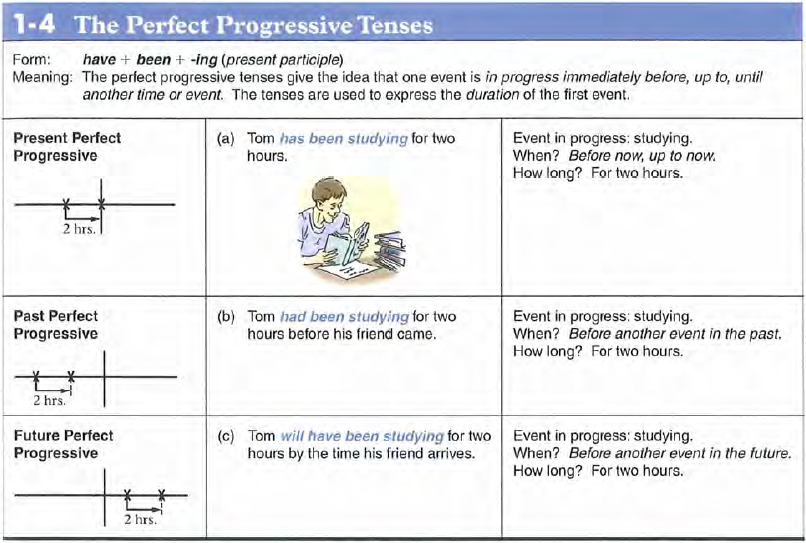 1-4 The Perfect Progressive Tenses
Form: have + been + -ing (present participle)
Meaning: The perfect progressive tenses give the idea that one event is in progress immediately before, up to, until
another time or event. The tenses are used to express the duration of the first event.
Present Perfect
Progressive
2 hrs.
(a) Tom has been studying for two
hours.
Event in progress: studying.
When? Before now, up to now.
How long? For two hours.
Past Perfect
Progressive
2 hrs.
(b) Tom had been studying for two
hours before his friend came.
Event in progress: studying.
When? Before another event in the past.
How long? For two hours.
Future Perfect
Progressive
2 hrs.
(c) Tom will have been studying for two
hours by the time his friend arrives.
Event in progress: studying.
When? Before another event in the future.
How long? For two hours.